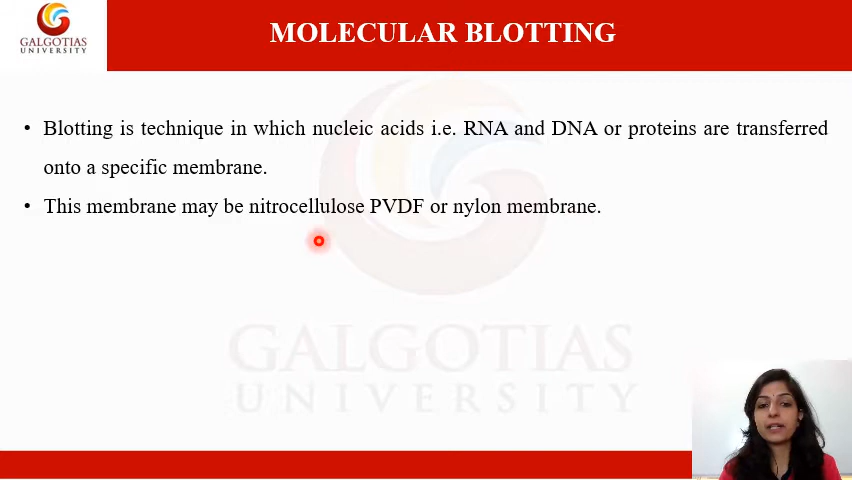 GALGOTIAS
UNIVERSITY
MOLECULAR BLOTTING
• Blotting is technique in which nucleic acids i.e. RNA and DNA or proteins are transferred
onto a specific membrane.
• This membrane may be nitrocellulose PVDF or nylon membrane.
GALGOTIAS
UNIVERSITY